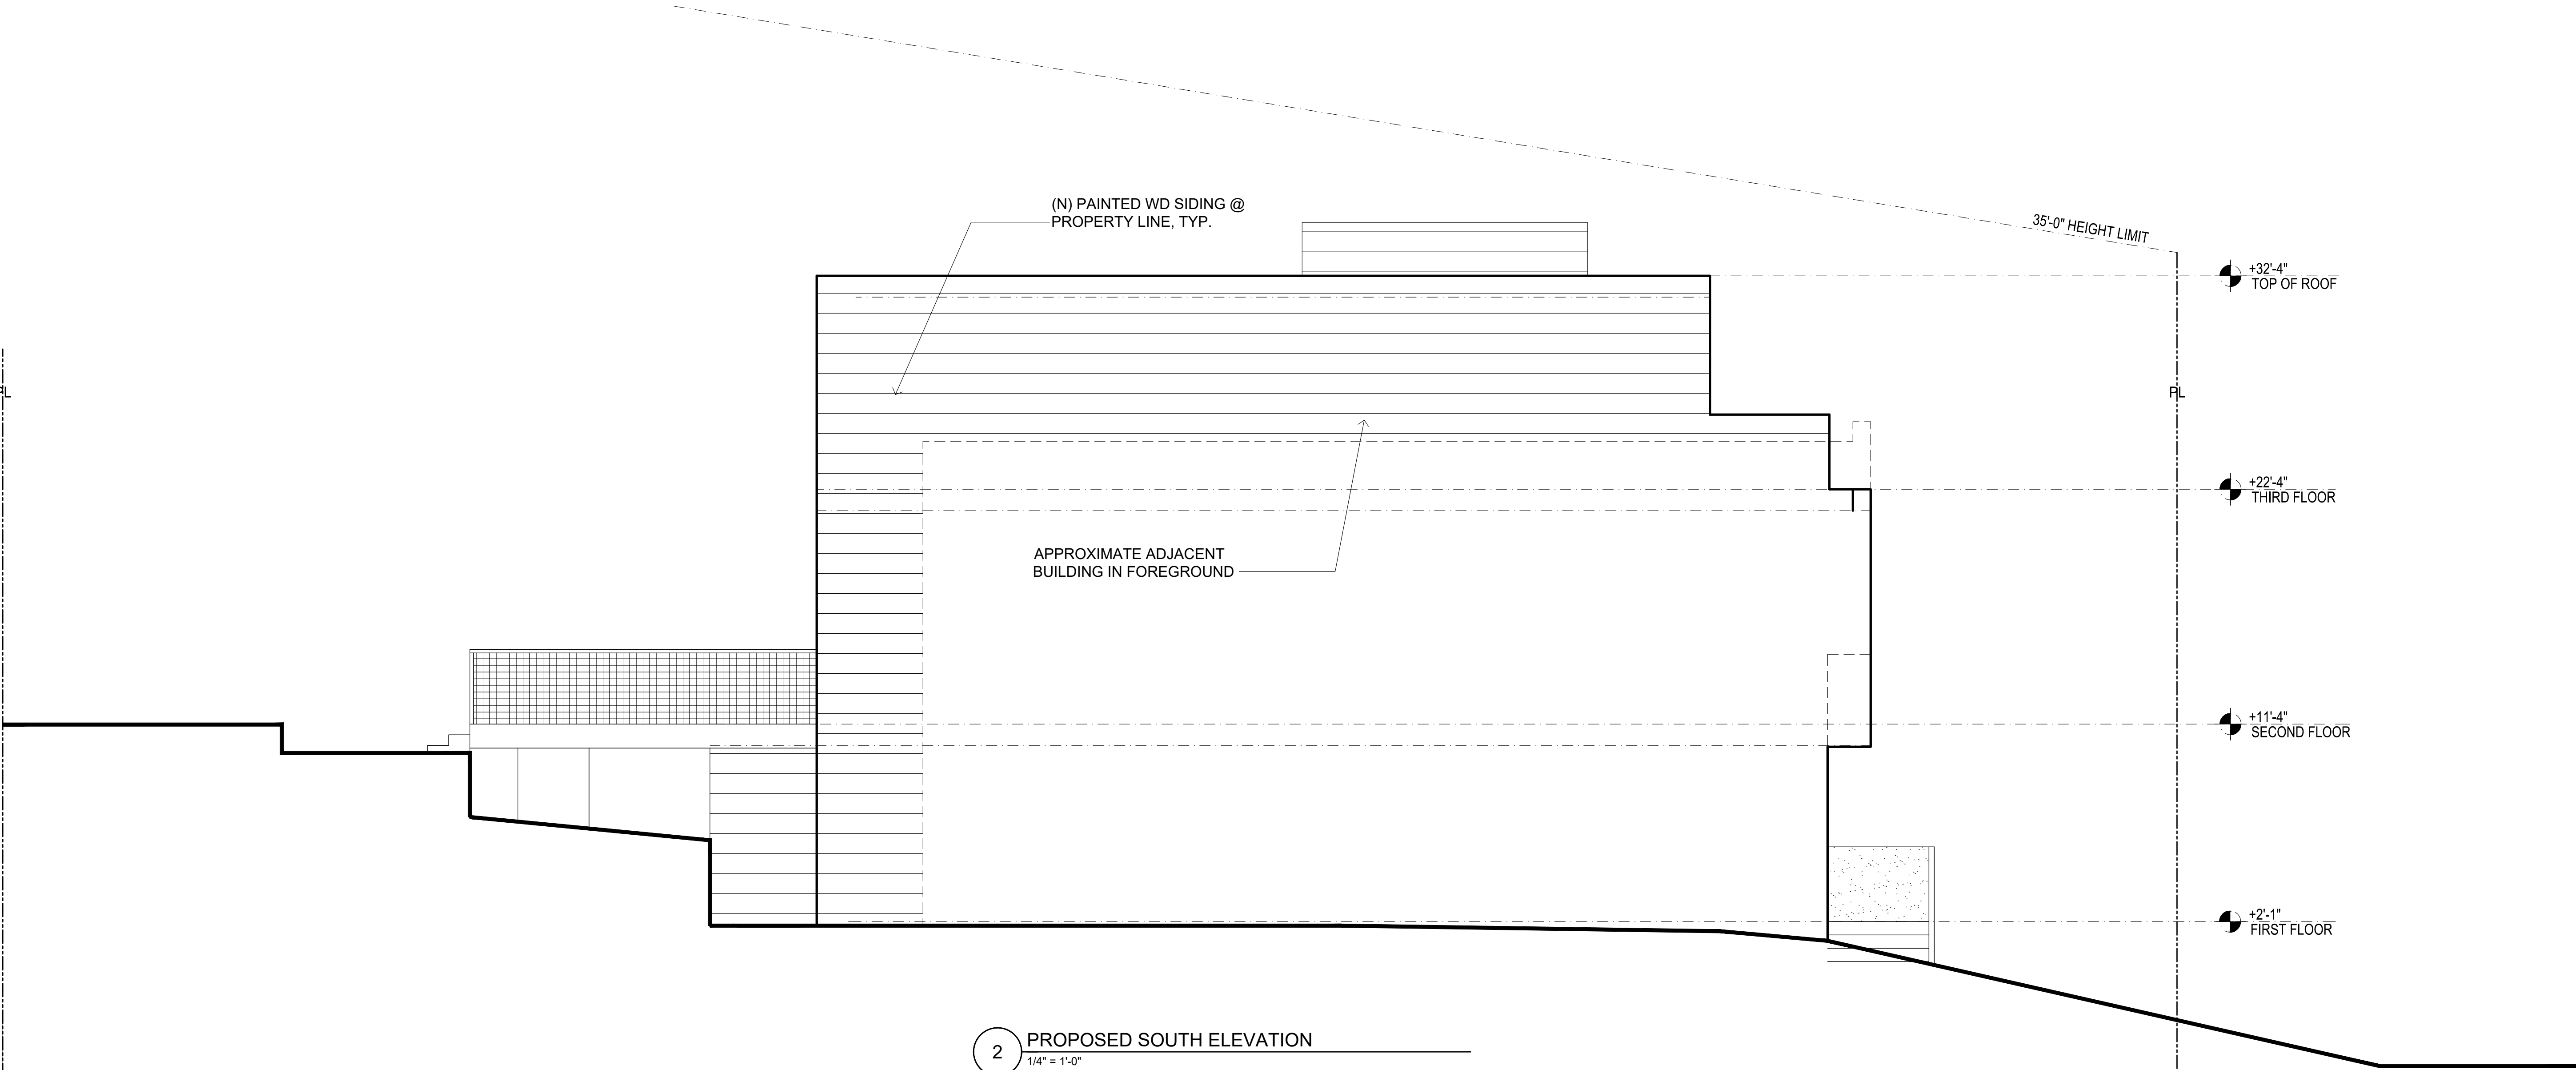 35'-0" HEIGHT LIMIT
(N) PAINTED WD SIDING @
PROPERTY LINE, TYP.
+32'-4"
TOP OF ROOF
PL
PL
+22'-4"
THIRD FLOOR
APPROXIMATE ADJACENT
BUILDING IN FOREGROUND
+11'-4"
SECOND FLOOR
+2'-1"
FIRST FLOOR
2
PROPOSED SOUTH ELEVATION
1/4" = 1'-0"